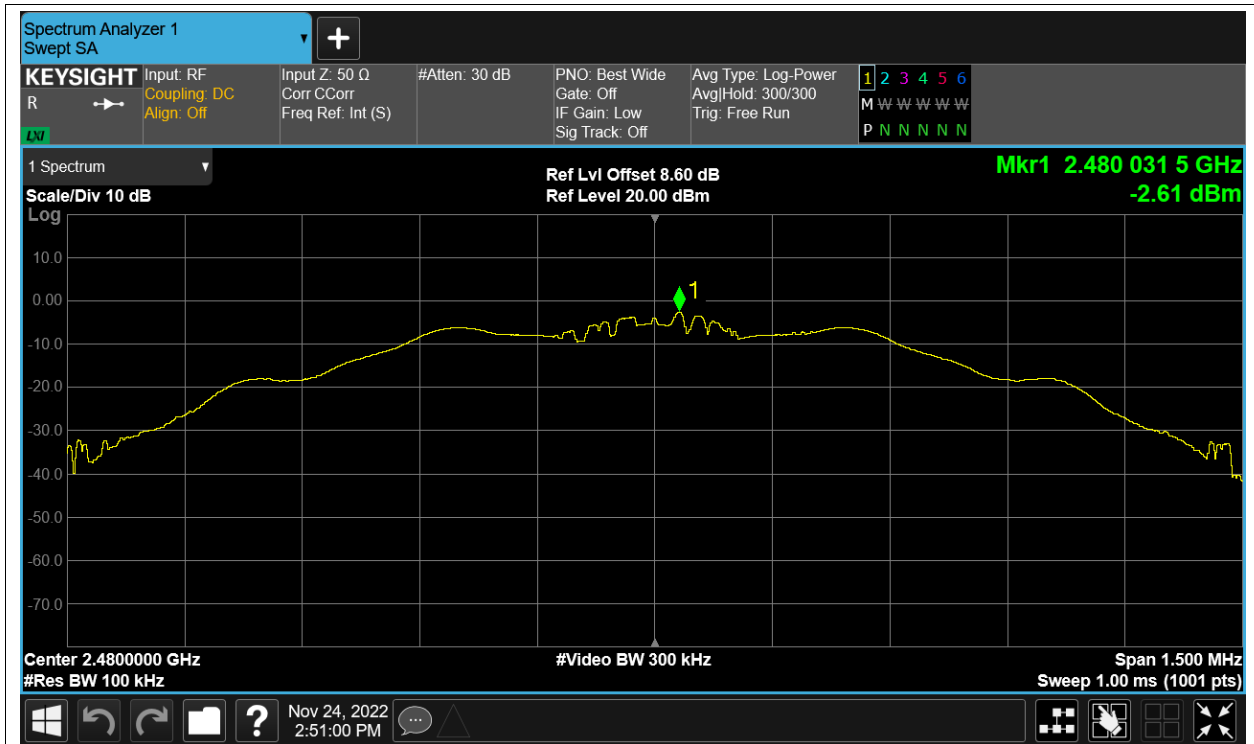 Spectrum Analyzer 1
Swept SA
+
KEYSIGHT Input: RF Input Z: 50 Ω #Atten: 30 dB PNO: Best Wide Avg Type: Log-Power 1 2 3 4 5 6
R Coupling: DC Corr CCorr Gate: Off Avg|Hold: 300/300 M W W W W W
Align: Off Freq Ref: Int (S) IF Gain: Low Trig: Free Run
LXI Sig Track: Off P N N N N N
1 Spectrum Ref Lvl Offset 8.60 dB Mkr1 2.480 031 5 GHz
Scale/Div 10 dB Ref Level 20.00 dBm -2.61 dBm
Log
10.0
1
0.00
-10.0
-20.0
-30.0
-40.0
-50.0
-60.0
-70.0
Center 2.4800000 GHz #Video BW 300 kHz Span 1.500 MHz
#Res BW 100 kHz Sweep 1.00 ms (1001 pts)
? Nov 24, 2022
2:51:00 PM